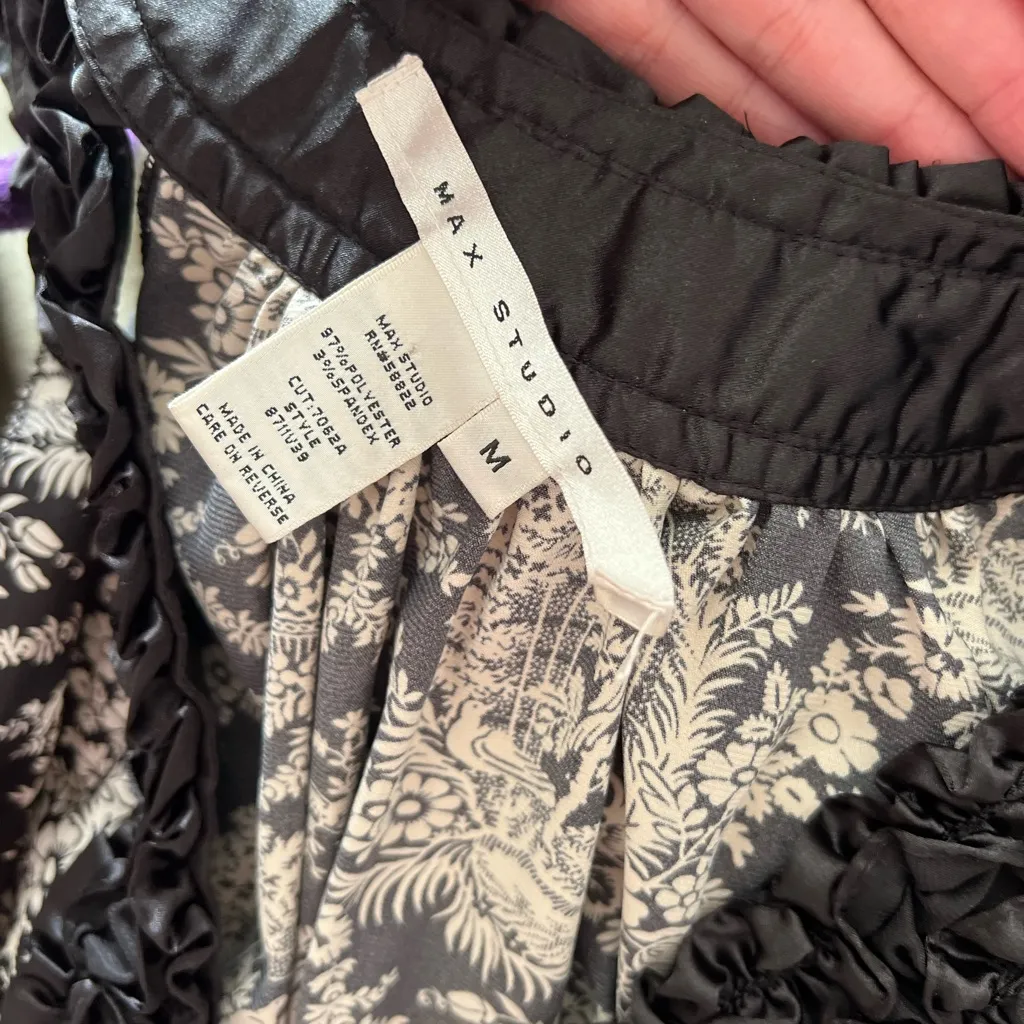 MAX STUDIO
MAX STUDIO
RN#58822
97%POLYESTER
3%SPANDEX
CUT:7062A
STYLE
8711V39
MADE IN CHINA
CARE ON REVERSE
M